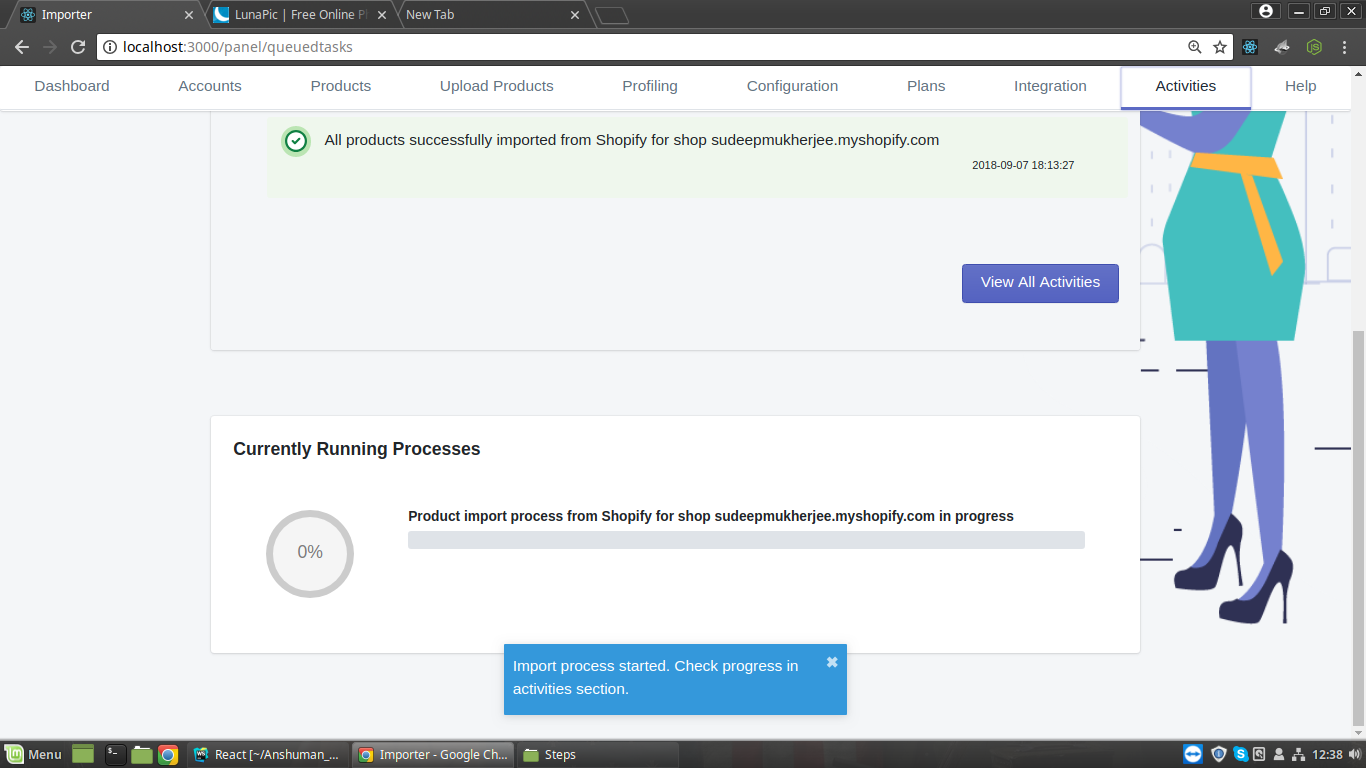 Importer
LunaPic | Free Online P
New Tab
localhost:3000/panel/queuedtasks
Dashboard
Accounts
Products
Upload Products
Profiling
Configuration
Plans
Integration
Activities
Help
All products successfully imported from Shopify for shop sudeepmukherjee.myshopify.com
2018-09-07 18:13:27
View All Activities
Currently Running Processes
0%
Product import process from Shopify for shop sudeepmukherjee.myshopify.com in progress
Import process started. Check progress in
activities section.
Menu
React [~/Anshuman_...
Importer - Google Ch...
Steps
12:38